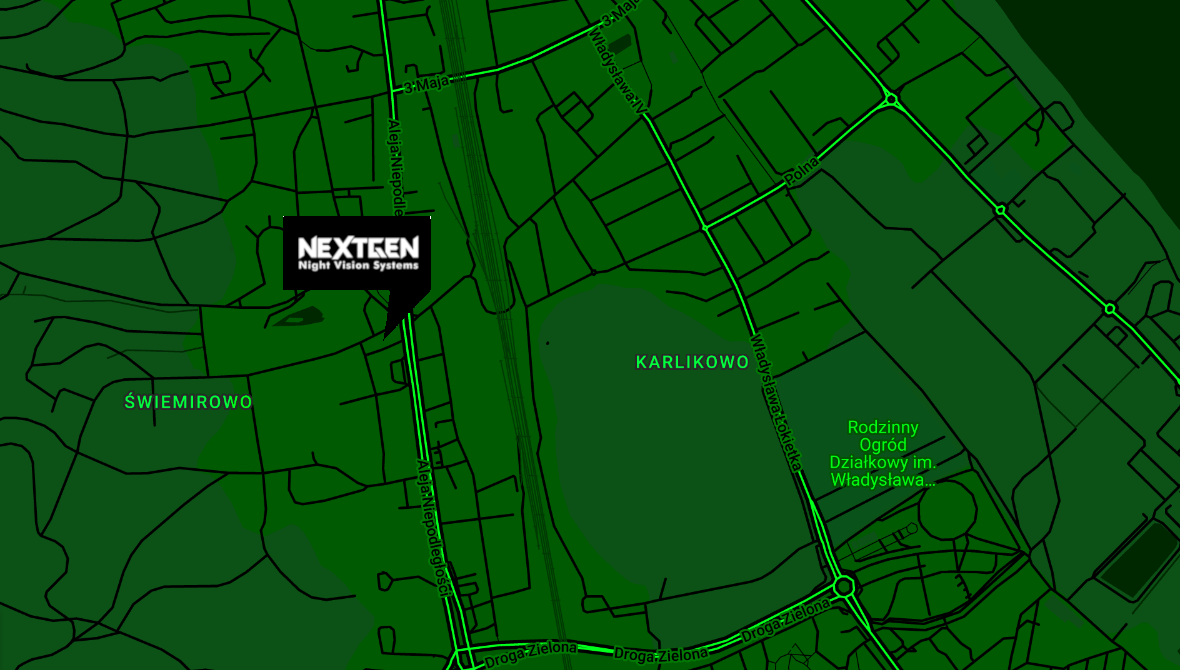 3 Maja
Władysława IV
3 Maja
Aleja Niepodle
Polna
NEXTGEN
Night Vision Systems
KARLIKOWO
Władysława Łokietka
ŚWIEMIROWO
Rodzinny
Ogród
Działkowy im.
Władysława...
Aleja Niepodległości
Droga Zielona
Droga Zielona
Droga Zielona